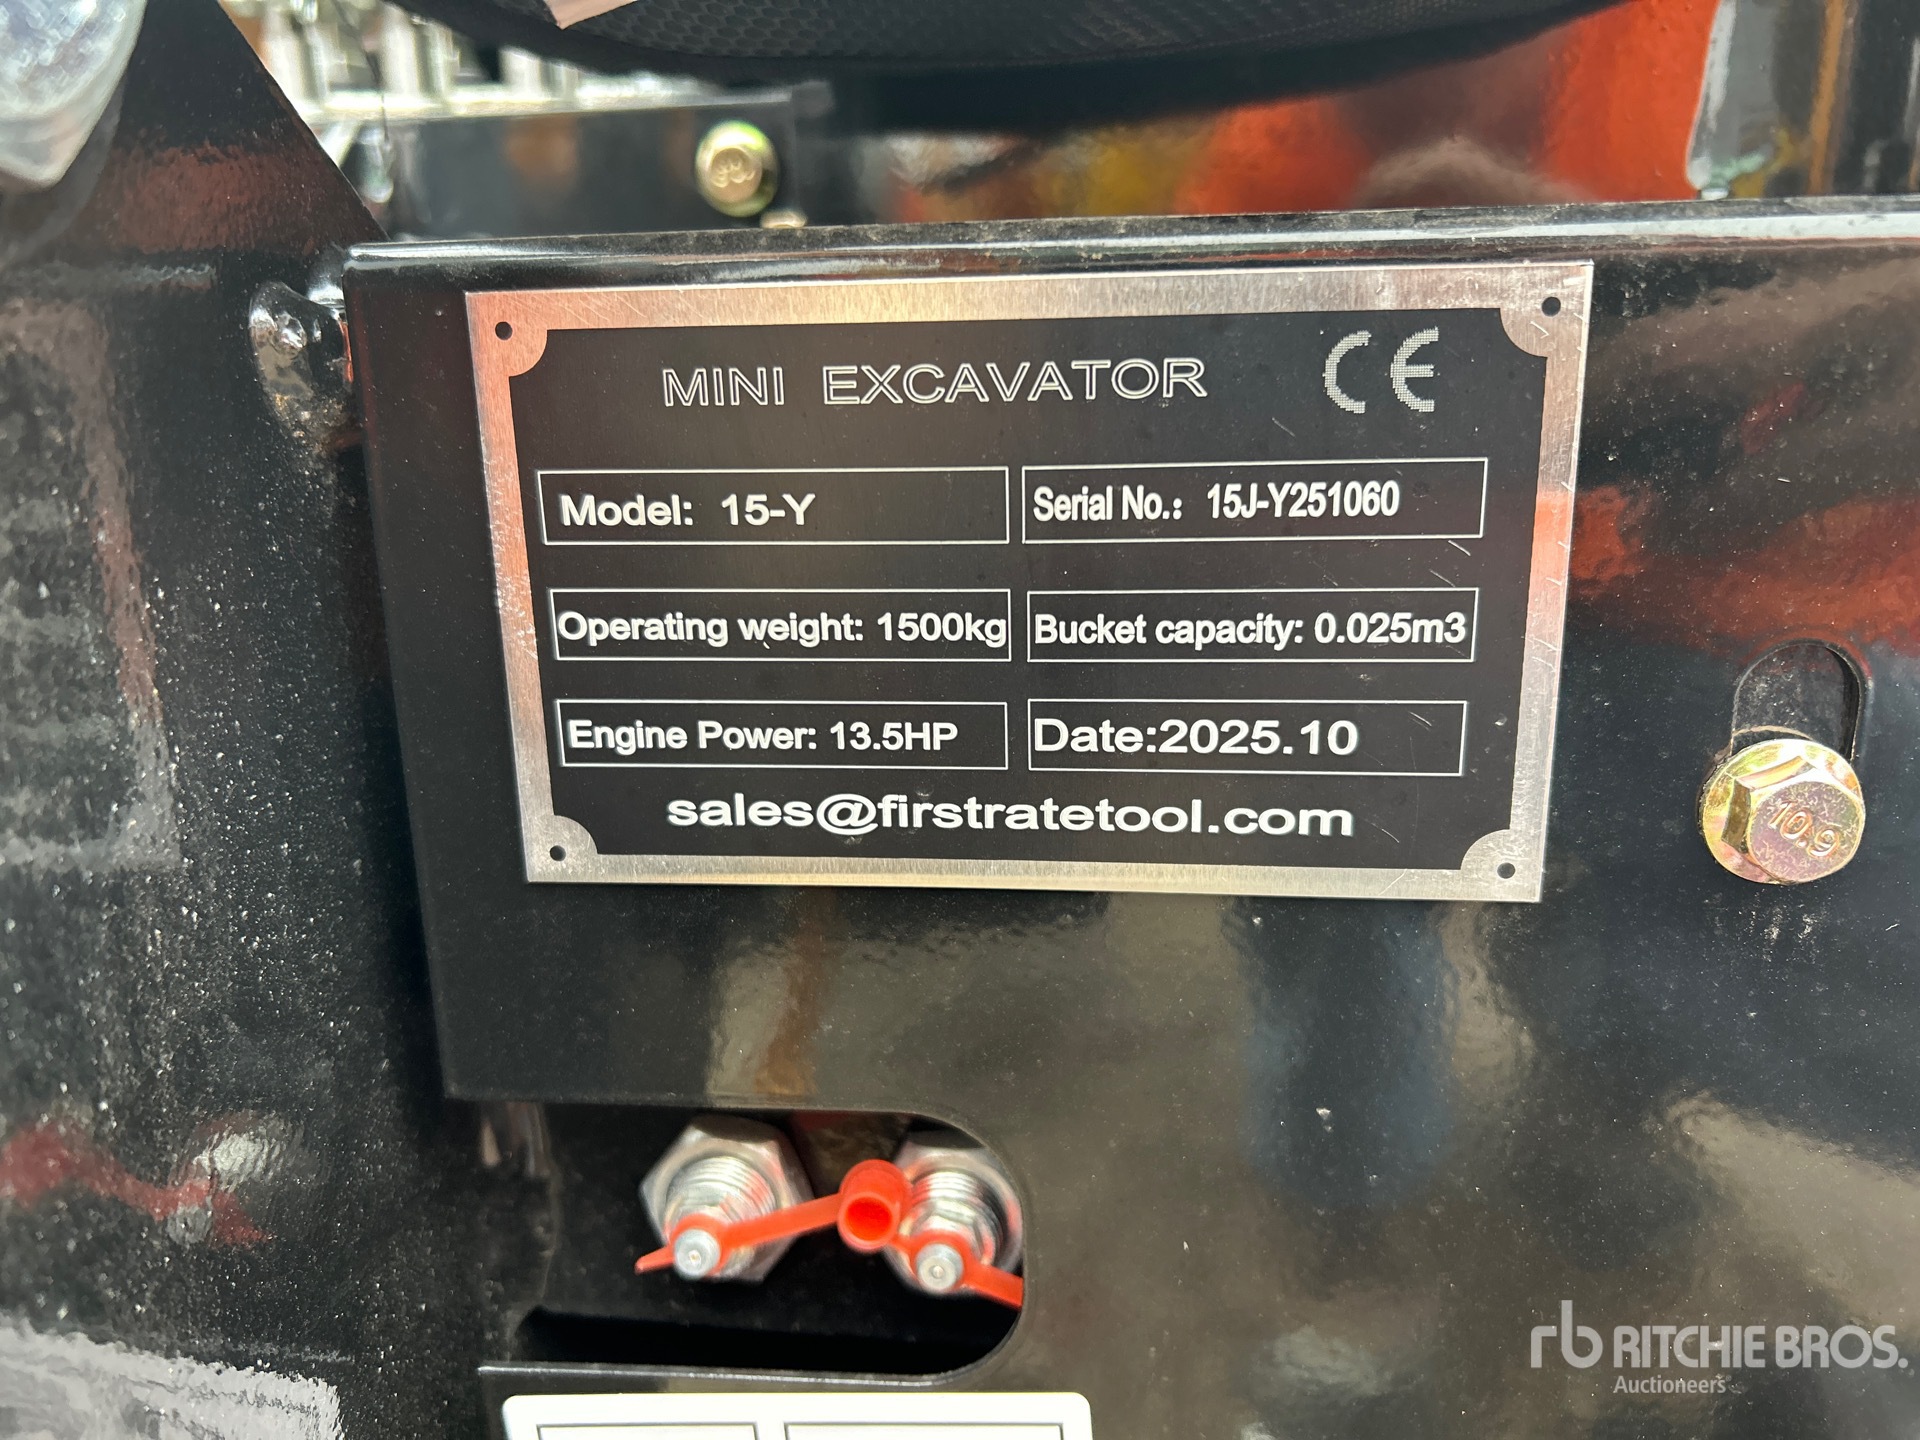 MINI EXCAVATOR CE
Model: 15-Y
Serial No.: 15J-Y251060
Operating weight: 1500kg
Bucket capacity: 0.025m3
Engine Power: 13.5HP
Date:2025.10
sales@firstratetool.com
10.9
rb RITCHIE BROS.
Auctioneers